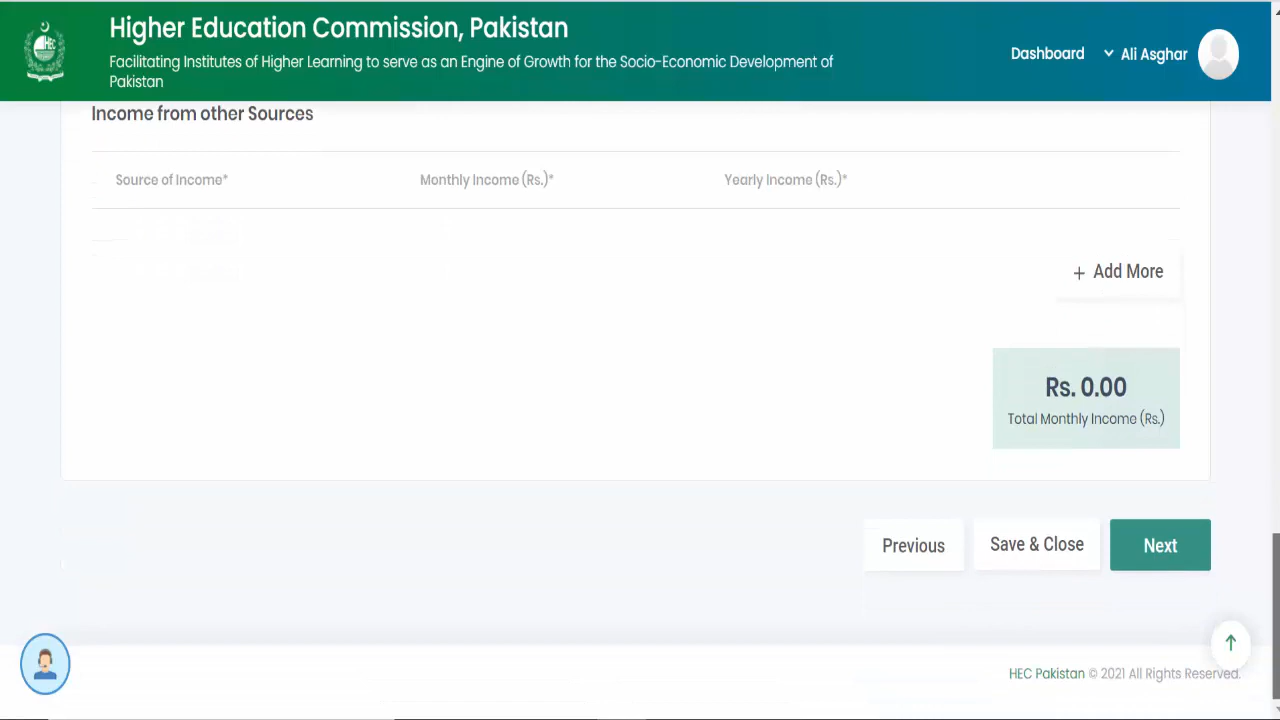 Higher Education Commission, Pakistan
Facilitating Institutes of Higher Learning to serve as an Engine of Growth for the Socio-Economic Development of
Pakistan
Dashboard
Ali Asghar
HEC
Income from other Sources
Source of Income*
Monthly Income (Rs.)*
Yearly Income (Rs.)*
+ Add More
Rs. 0.00
Total Monthly Income (Rs.)
Previous
Save & Close
Next
HEC Pakistan © 2021 All Rights Reserved.